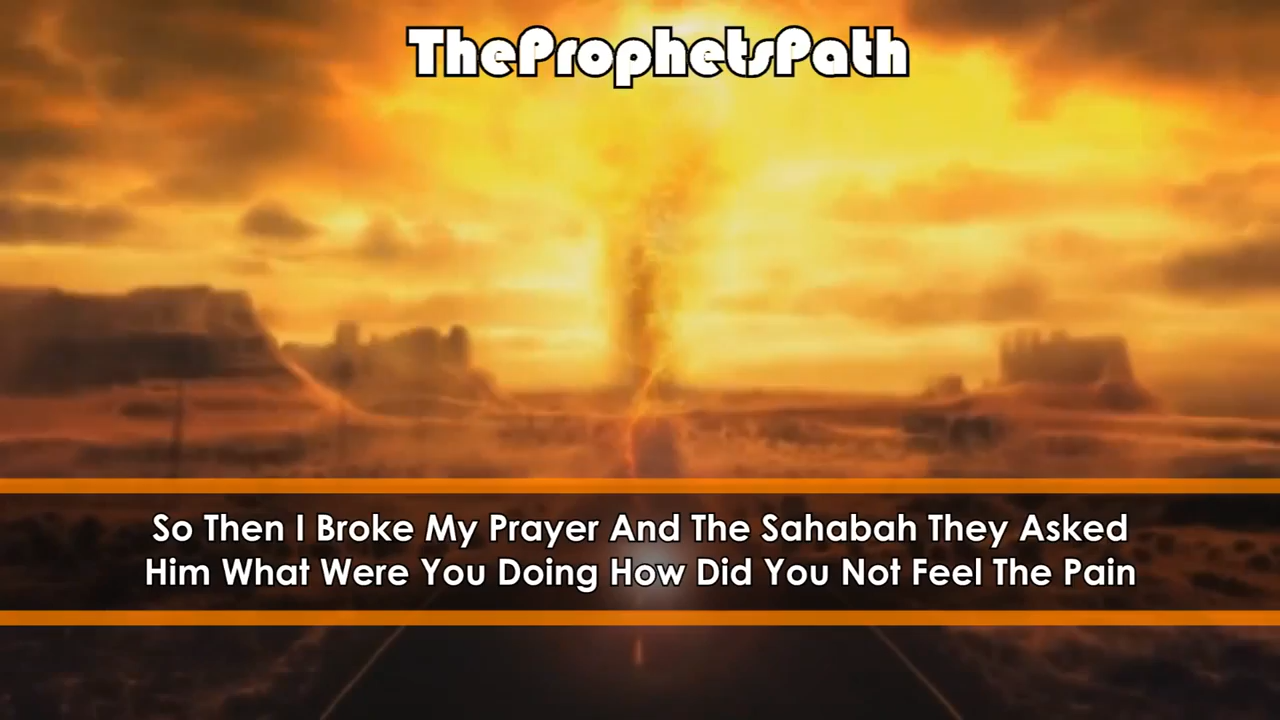 TheProphetsPath
So Then I Broke My Prayer And The Sahabah They Asked
Him What Were You Doing How Did You Not Feel The Pain